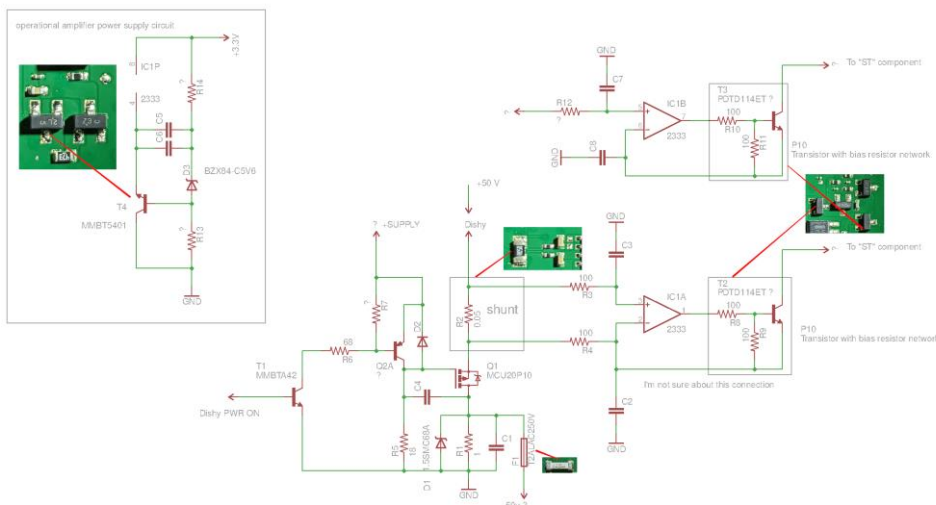 operational amplifier power supply circuit
+3.3V
IC1P
8
4
2333
?
R14
C5
C6
D3
BZX84-C5V6
T4
MMBT5401
?
R13
GND
GND
C7
R12
?
?
IC1B
2333
GND
C8
T3
PDTD114ET ?
100
R10
100
R11
?
To "ST" component
P10
Transistor with bias resistor network
+50 V
Dishy
? +SUPPLY
?
R7
D2
68
R6
Q2A
?
T1
MMBTA42
Dishy PWR ON
R2
0.05
shunt
Q1
MCU20P10
C4
R5
16
D1
1.5SMC68A
R1
1
C1
F1
T2ALAC250V
GND
GND
C3
100
R3
100
R4
IC1A
2333
C2
GND
T2
PDTD114ET ?
100
R8
100
R9
?
To "ST" component
P10
Transistor with bias resistor network
I'm not sure about this connection